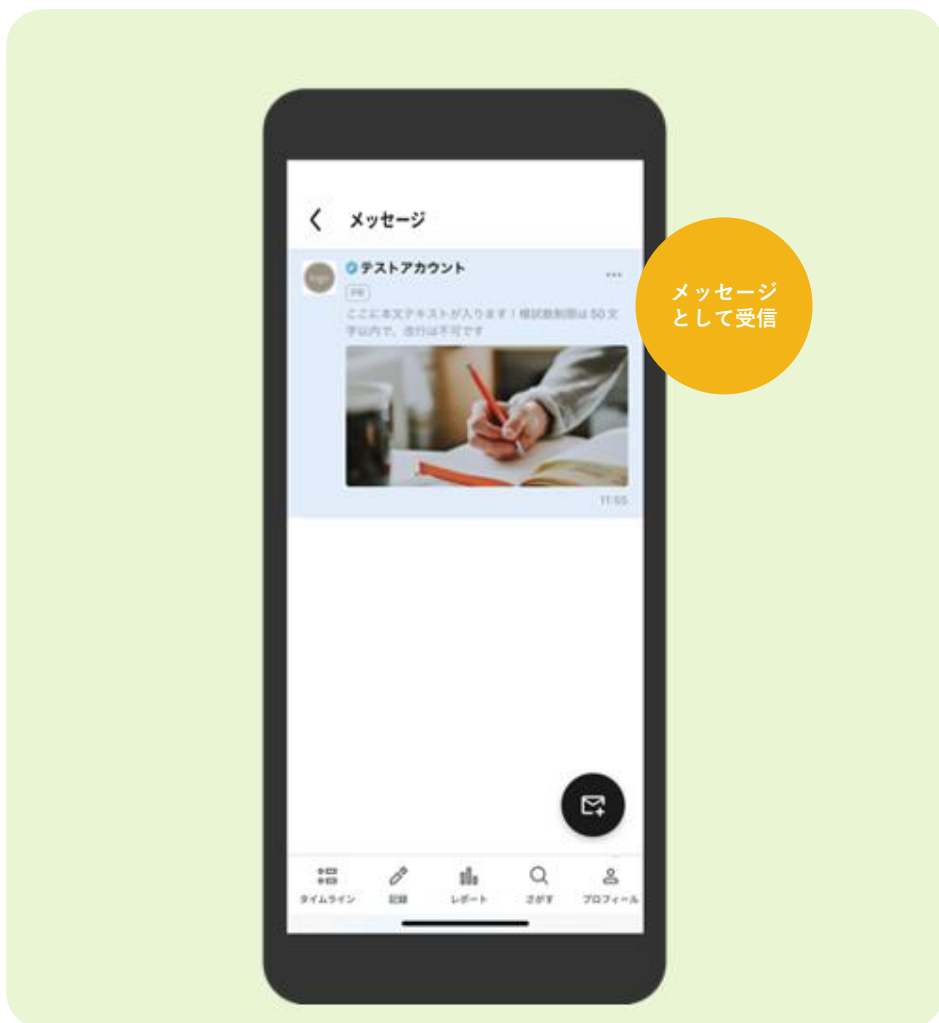 メッセージ
テストアカウント
PR
ここに本文テキストが入ります！模試数制限は 50 文
字以内で、改行は不可です
11:55
メッセージ
として受信
タイムライン
記録
レポート
さがす
プロフィール